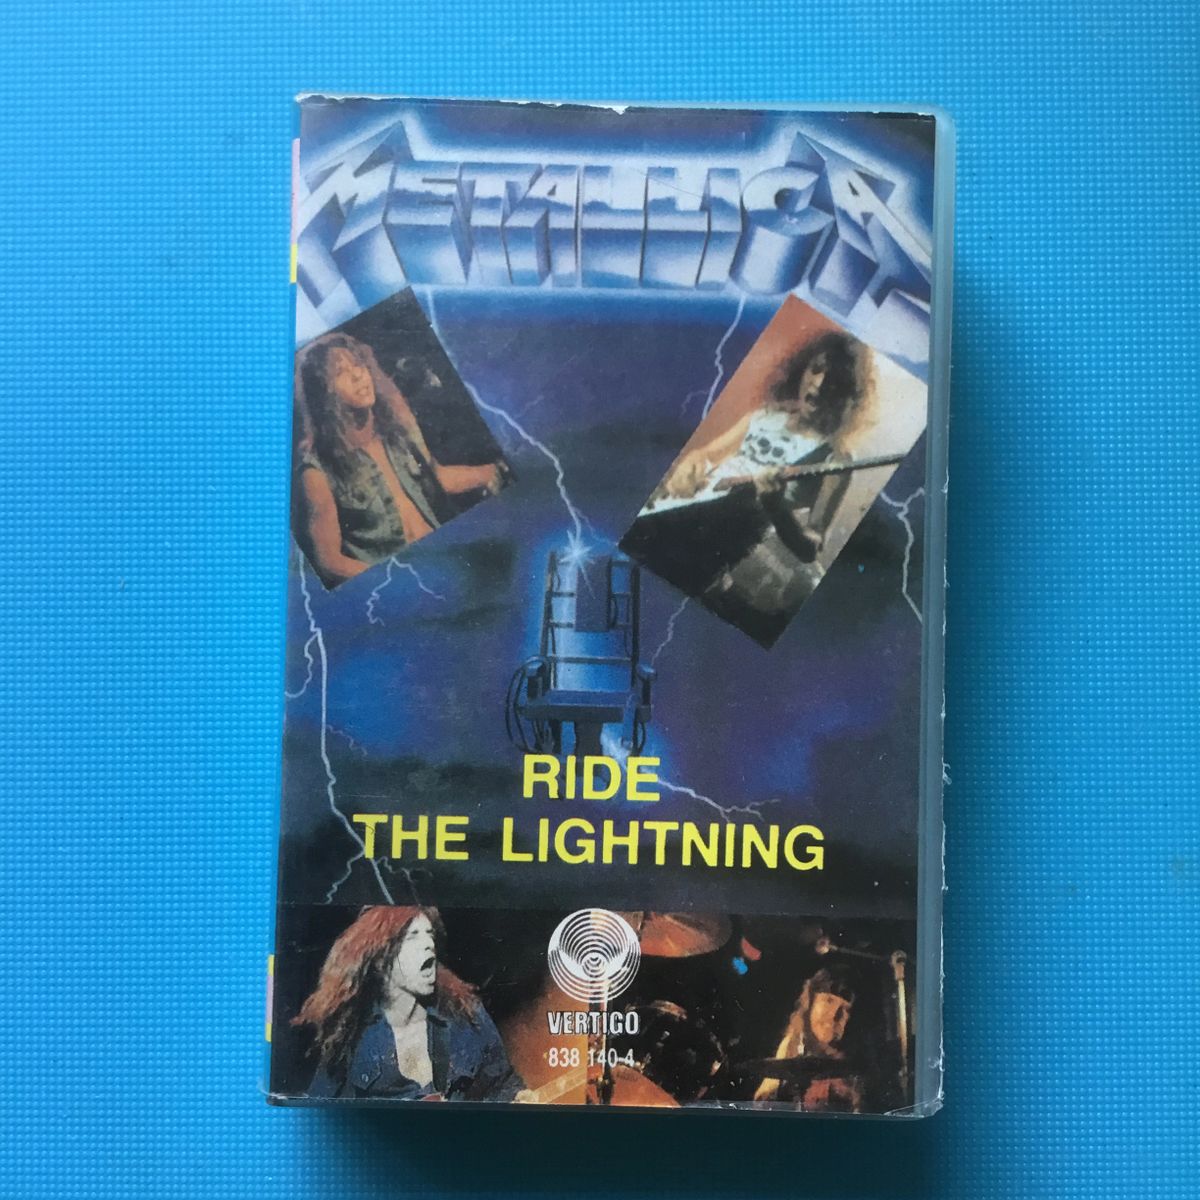 METALLICA
RIDE
THE LIGHTNING
VERTIGO
838 140-4